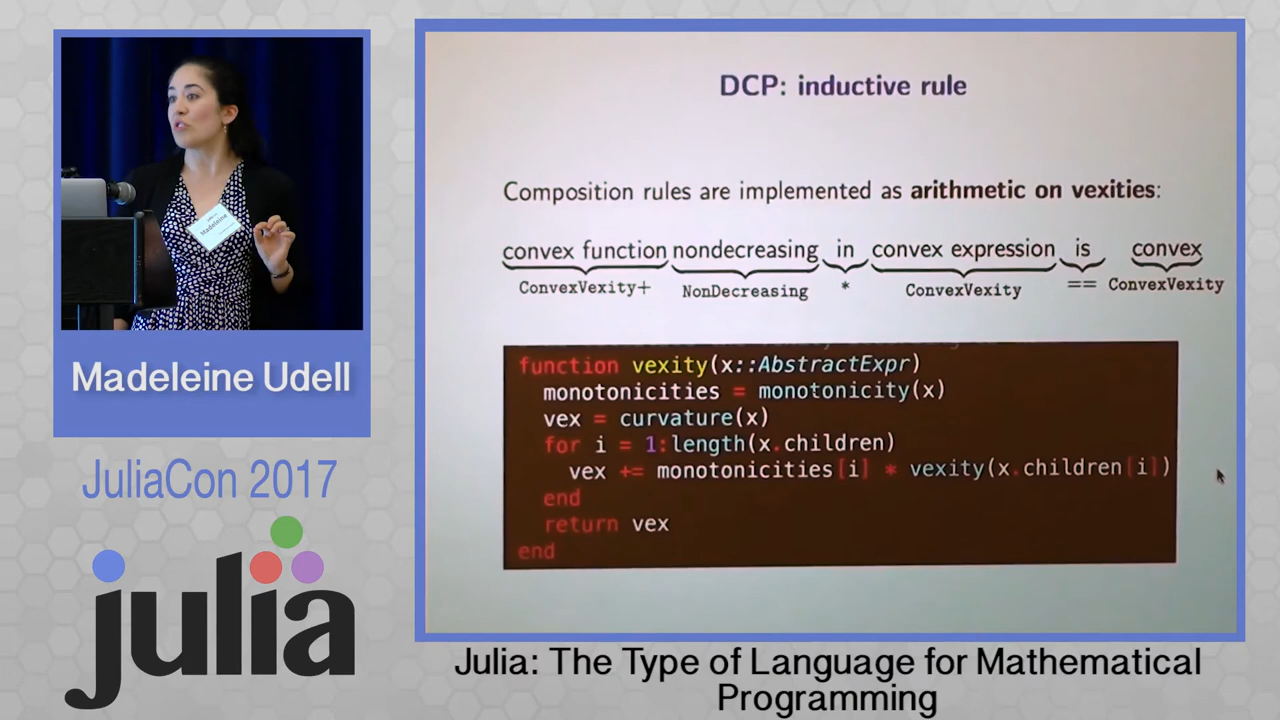 Madeleine
Madeleine Udell
JuliaCon 2017
julia
DCP: inductive rule
Composition rules are implemented as arithmetic on vexities:
convex function nondecreasing in convex expression is convex
ConvexVexity+ NonDecreasing * ConvexVexity == ConvexVexity
function vexity(x::AbstractExpr)
monotonicities = monotonicity(x)
vex = curvature(x)
for i = 1:length(x.children)
vex += monotonicities[i] * vexity(x.children[i])
end
return vex
end
Julia: The Type of Language for Mathematical
Programming